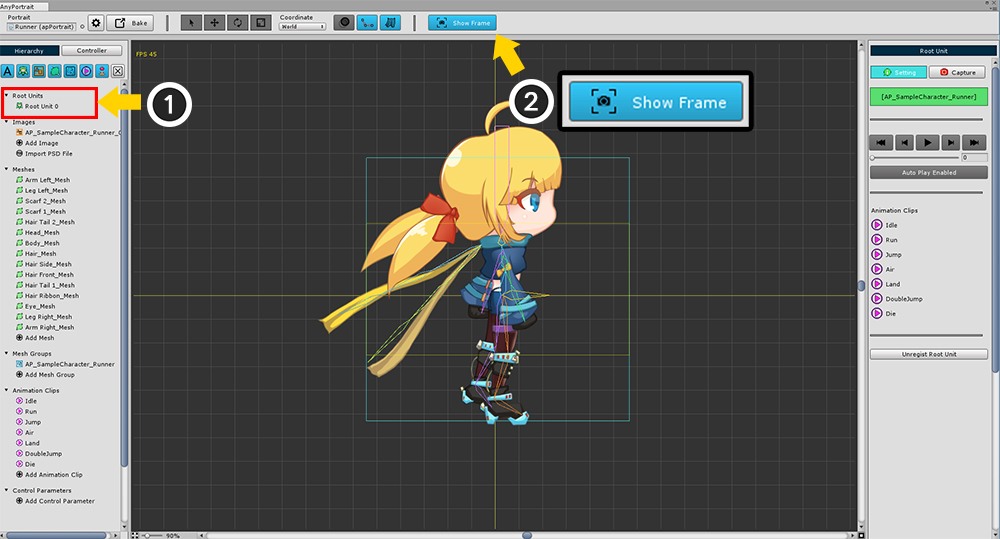 AnyPortrait
Portrait
Runner (apPortrait)
Bake
Coordinate
World
Show Frame
Hierarchy
Controller
A
Root Units
Root Unit 0
Images
AP_SampleCharacter_Runner_
Add Image
Import PSD File
Meshes
Arm Left_Mesh
Leg Left_Mesh
Scarf 2_Mesh
Scarf 1_Mesh
Hair Tail 2_Mesh
Head_Mesh
Body_Mesh
Hair_Mesh
Hair Side_Mesh
Hair Front_Mesh
Hair Tail 1_Mesh
Hair Ribbon_Mesh
Eye_Mesh
Leg Right_Mesh
Arm Right_Mesh
Add Mesh
Mesh Groups
AP_SampleCharacter_Runner
Add Mesh Group
Animation Clips
Idle
Run
Jump
Air
Land
DoubleJump
Die
Add Animation Clip
Control Parameters
Add Control Parameter
1
FPS 45
2
Show Frame
90%
Root Unit
Setting
Capture
[AP_SampleCharacter_Runner]
0
Auto Play Enabled
Animation Clips
Idle
Run
Jump
Air
Land
DoubleJump
Die
Unregist Root Unit